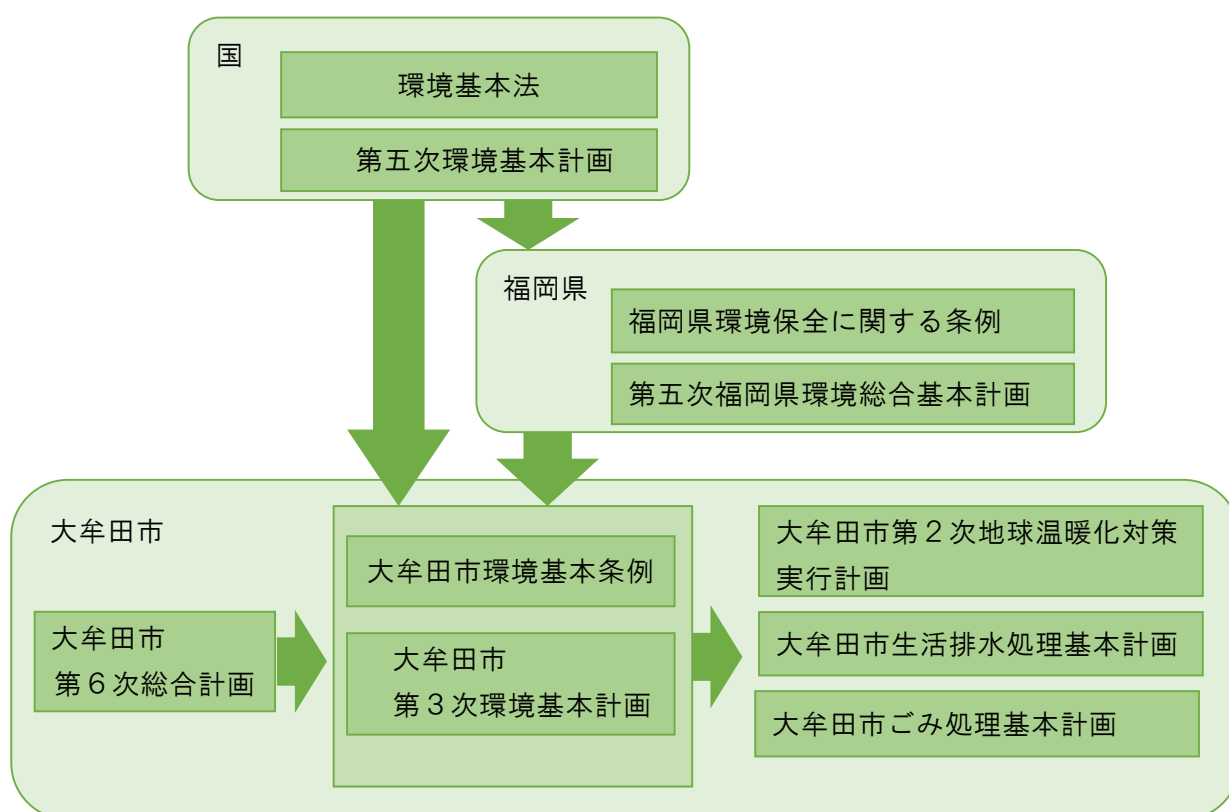 国
環境基本法
第五次環境基本計画
福岡県
福岡県環境保全に関する条例
第五次福岡県環境総合基本計画
大牟田市
大牟田市
第６次総合計画
大牟田市環境基本条例
大牟田市
第３次環境基本計画
大牟田市第２次地球温暖化対策
実行計画
大牟田市生活排水処理基本計画
大牟田市ごみ処理基本計画